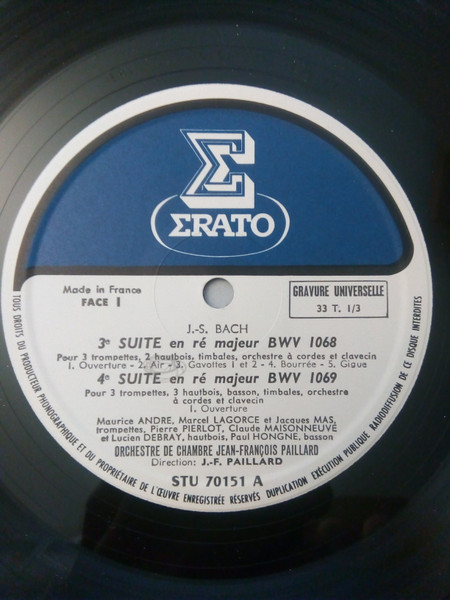 Σ
ΣRATO
Made in France
FACE 1
GRAVURE UNIVERSELLE
33 T. 1/3
J.-S. BACH
3e SUITE en ré majeur BWV 1068
Pour 3 trompettes, 2 hautbois, timbales, orchestre à cordes et clavecin
1. Ouverture - 2. Air - 3. Gavottes 1 et 2 - 4. Bourrée - 5. Gigue
4e SUITE en ré majeur BWV 1069
Pour 3 trompettes, 3 hautbois, basson, timbales, orchestre
à cordes et clavecin
1. Ouverture
Maurice ANDRE, Marcel LAGORCE et Jacques MAS,
trompettes, Pierre PIERLOT, Claude MAISONNEUVE
et Lucien DEBRAY, hautbois, Paul HONGNE, basson
ORCHESTRE DE CHAMBRE JEAN-FRANÇOIS PAILLARD
Direction: J.-F. PAILLARD
STU 70151 A
TOUS DROITS DU PRODUCTEUR PHONOGRAPHIQUE ET DU PROPRIÉTAIRE DE L'ŒUVRE ENREGISTRÉE RÉSERVÉS DUPLICATION EXÉCUTION PUBLIQUE RADIODIFFUSION DE CE DISQUE INTERDITES